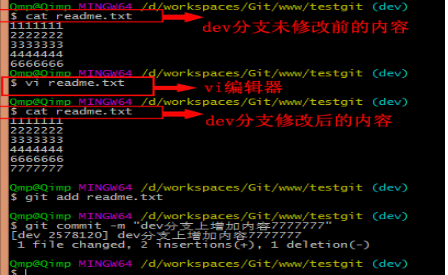 Qmp@Qimp MINGW64 /d/workspaces/Git/www/testgit (dev)
$ cat readme.txt
dev分支未修改前的内容
1111111
2222222
3333333
4444444
6666666
Qmp@Qimp MINGW64 /d/workspaces/Git/www/testgit (dev)
$ vi readme.txt
vi编辑器
Qmp@Qimp MINGW64 /d/workspaces/Git/www/testgit (dev)
$ cat readme.txt
dev分支修改后的内容
1111111
2222222
3333333
4444444
6666666
7777777
Qmp@Qimp MINGW64 /d/workspaces/Git/www/testgit (dev)
$ git add readme.txt
Qmp@Qimp MINGW64 /d/workspaces/Git/www/testgit (dev)
$ git commit -m "dev分支上增加内容7777777"
[dev 2578120] dev分支上增加内容7777777
1 file changed, 2 insertions(+), 1 deletion(-)
Qmp@Qimp MINGW64 /d/workspaces/Git/www/testgit (dev)
$